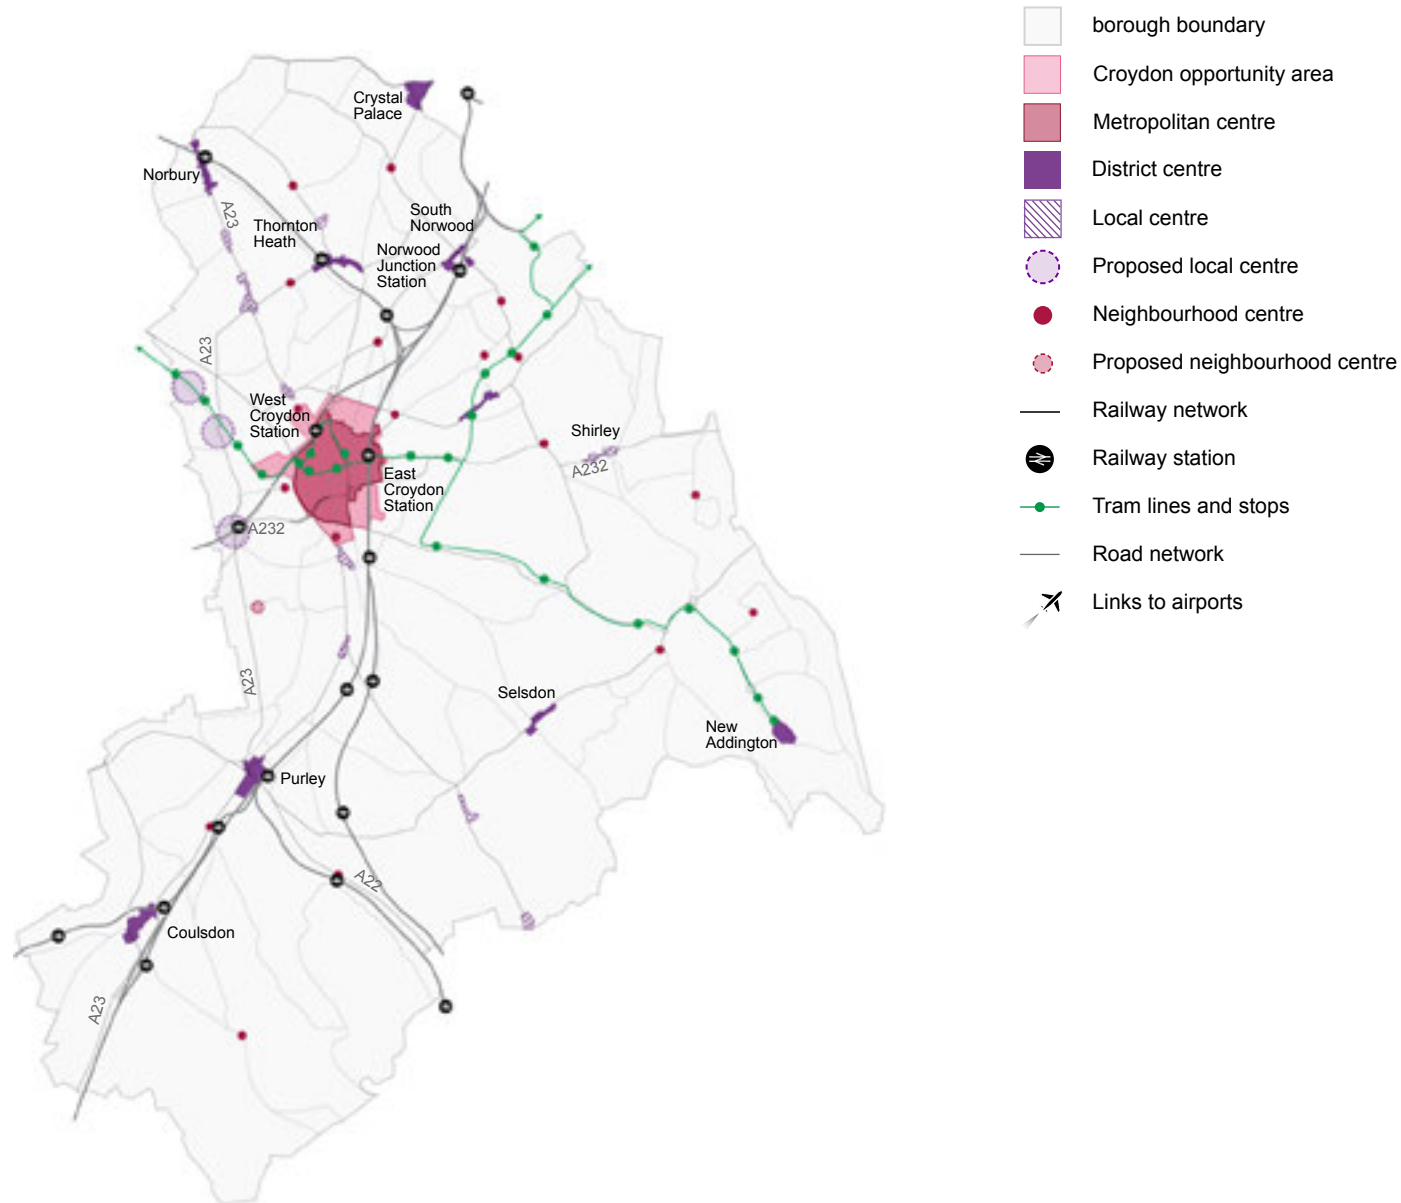 borough boundary
Croydon opportunity area
Metropolitan centre
District centre
Local centre
Proposed local centre
Neighbourhood centre
Proposed neighbourhood centre
Railway network
Railway station
Tram lines and stops
Road network
Links to airports
Crystal
Palace
Norbury
A23
Thornton
Heath
South
Norwood
Norwood
Junction
Station
A23
West
Croydon
Station
Shirley
A232
East
Croydon
Station
A232
A23
Selsdon
New
Addington
Purley
A22
Coulsdon
A23